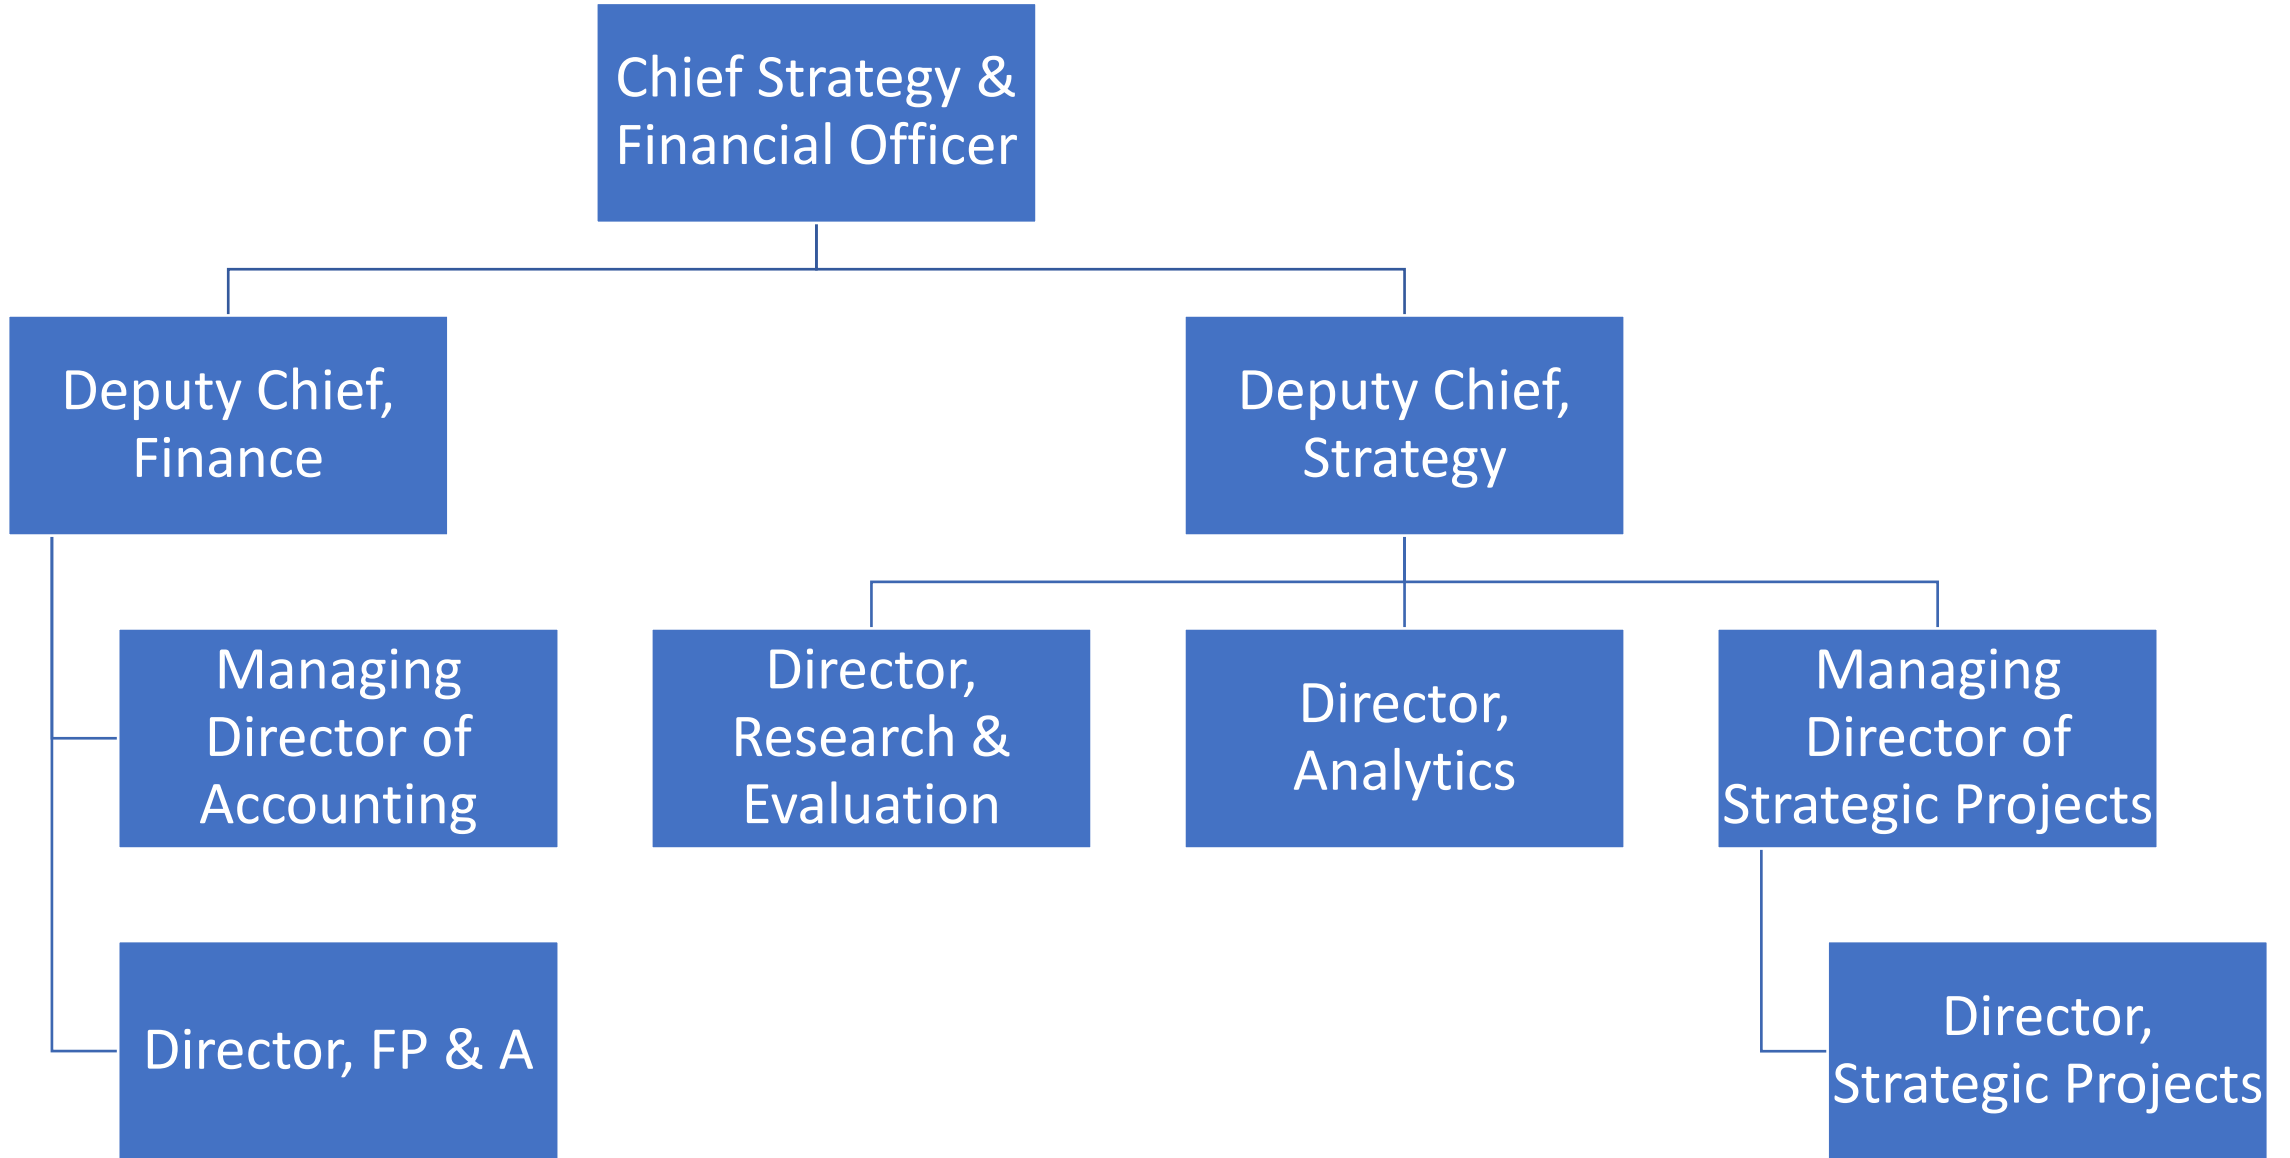 Chief Strategy &
Financial Officer
Deputy Chief,
Finance
Deputy Chief,
Strategy
Managing
Director of
Accounting
Director,
Research &
Evaluation
Director,
Analytics
Managing
Director of
Strategic Projects
Director, FP & A
Director,
Strategic Projects